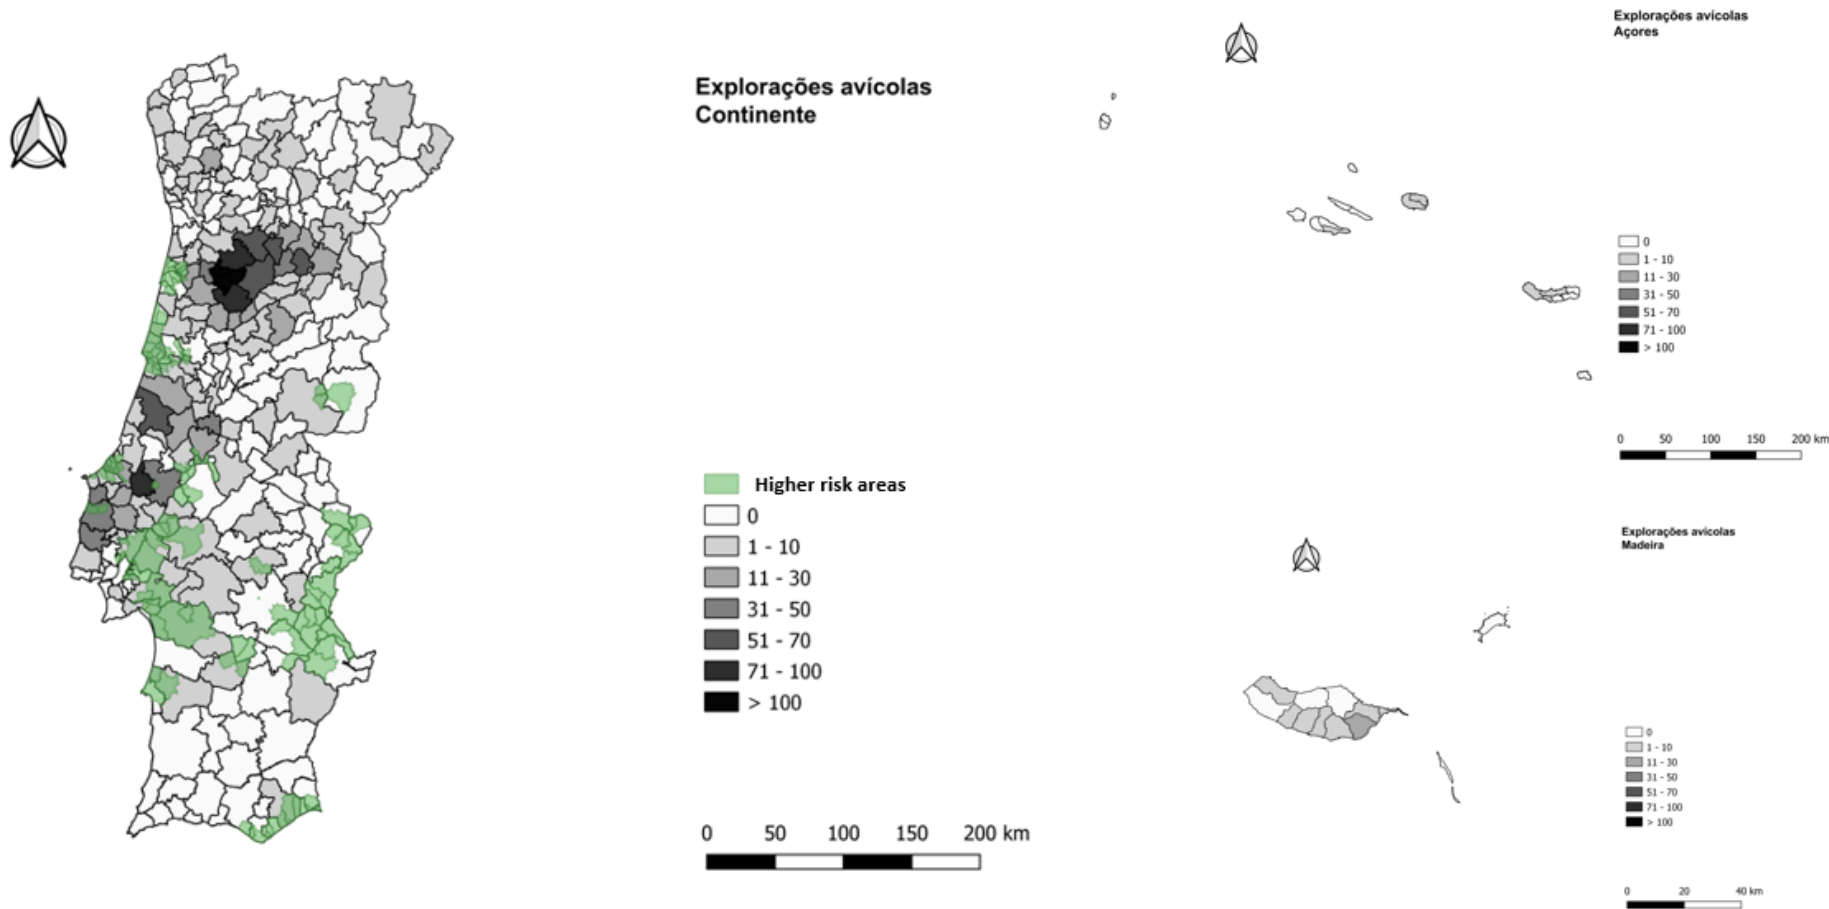 Explorações avícolas
Continente
Higher risk areas
0
1 - 10
11 - 30
31 - 50
51 - 70
71 - 100
> 100
0 50 100 150 200 km
Explorações avícolas
Açores
0
1 - 10
11 - 30
31 - 50
51 - 70
71 - 100
> 100
0 50 100 150 200 km
Explorações avícolas
Madeira
0
1 - 10
11 - 30
31 - 50
51 - 70
71 - 100
> 100
0 20 40 km